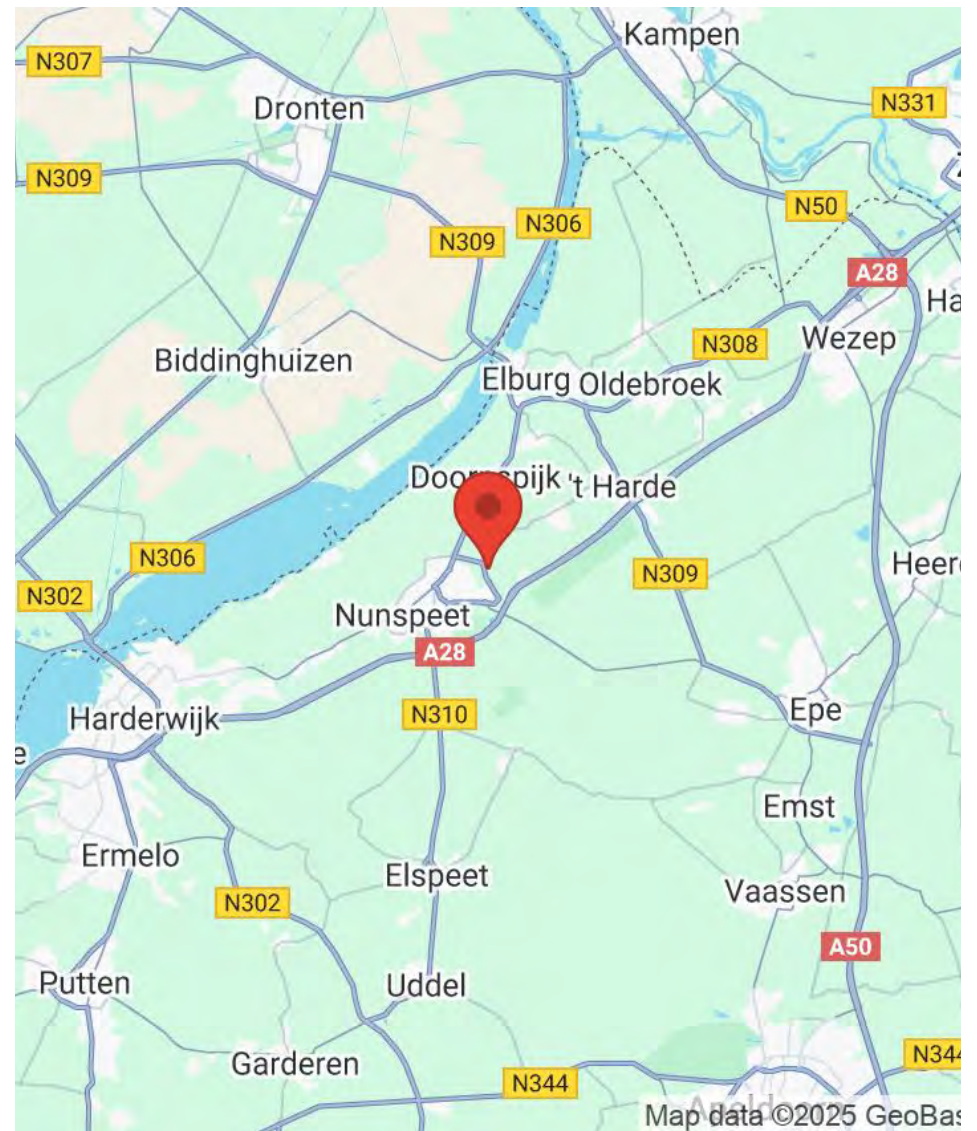 Kampen
N307
Dronten
N331
N309
N50
N306
N309
A28
Ha
Wezep
N308
Biddinghuizen
Elburg
Oldebroek
Doornspijk
't Harde
N306
N302
N309
Heer
Nunspeet
A28
Epe
N310
Harderwijk
e
Emst
Ermelo
Elspeet
Vaassen
N302
A50
Putten
Uddel
Garderen
N344
N344
Map data ©2025 GeoBas